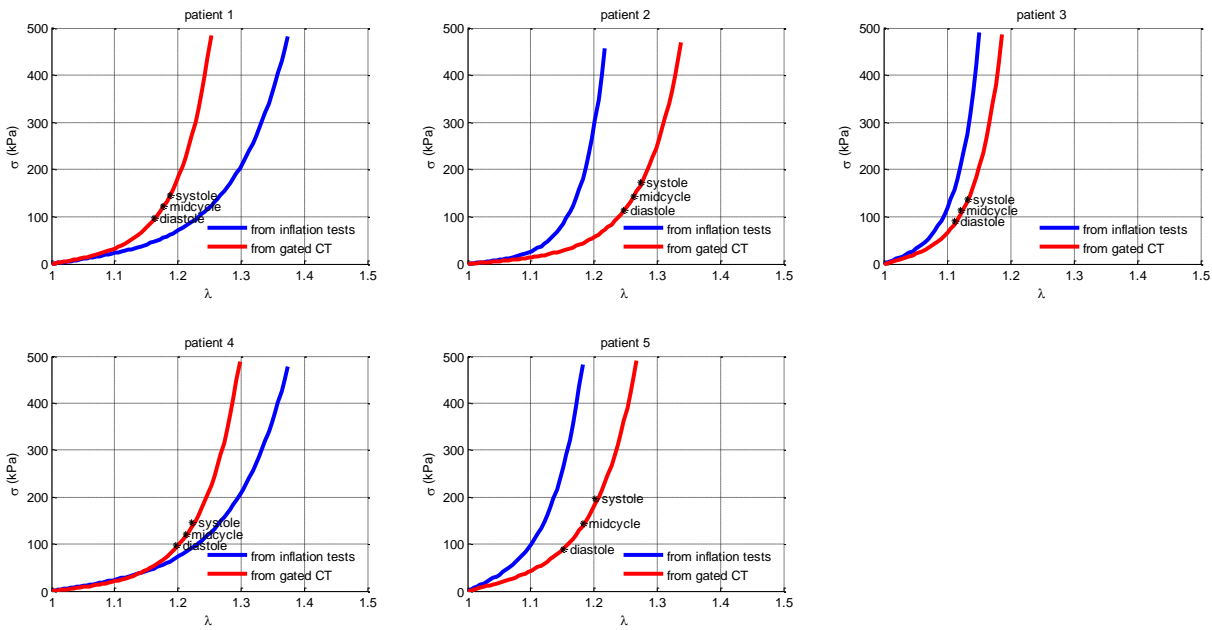 patient 1
500
400
300
200
100
0
σ (kPa)
systole
midcycle
diastole
from inflation tests
from gated CT
1 1.1 1.2 1.3 1.4 1.5
λ
patient 2
500
400
300
200
100
0
σ (kPa)
systole
midcycle
diastole
from inflation tests
from gated CT
1 1.1 1.2 1.3 1.4 1.5
λ
patient 3
500
400
300
200
100
0
σ (kPa)
systole
midcycle
diastole
from inflation tests
from gated CT
1 1.1 1.2 1.3 1.4 1.5
λ
patient 4
500
400
300
200
100
0
σ (kPa)
systole
midcycle
diastole
from inflation tests
from gated CT
1 1.1 1.2 1.3 1.4 1.5
λ
patient 5
500
400
300
200
100
0
σ (kPa)
systole
midcycle
diastole
from inflation tests
from gated CT
1 1.1 1.2 1.3 1.4 1.5
λ